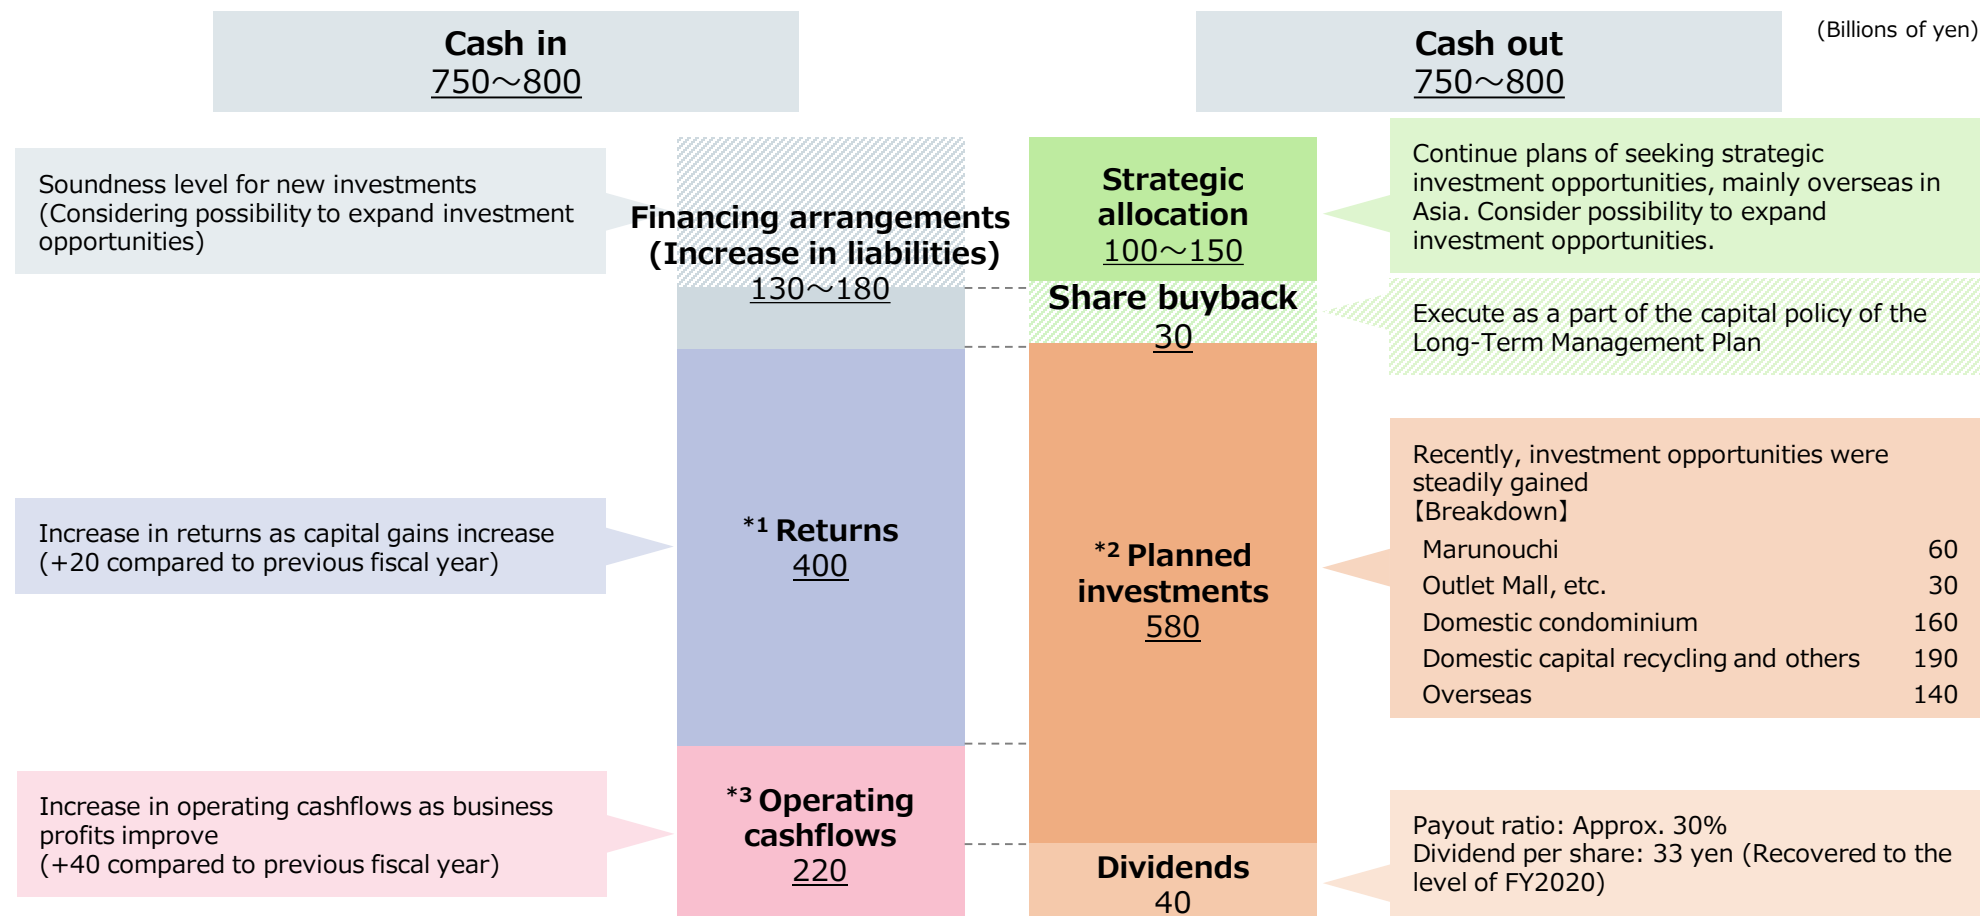 Cash in
750～800
Cash out
750～800
(Billions of yen)
Soundness level for new investments
(Considering possibility to expand investment
opportunities)
Financing arrangements
(Increase in liabilities)
130～180
Strategic
allocation
100～150
Continue plans of seeking strategic
investment opportunities, mainly overseas in
Asia. Consider possibility to expand
investment opportunities.
Share buyback
30
Execute as a part of the capital policy of the
Long-Term Management Plan
Increase in returns as capital gains increase
(+20 compared to previous fiscal year)
*1 Returns
400
*2 Planned
investments
580
Recently, investment opportunities were
steadily gained
【Breakdown】
Marunouchi 60
Outlet Mall, etc. 30
Domestic condominium 160
Domestic capital recycling and others 190
Overseas 140
Increase in operating cashflows as business
profits improve
(+40 compared to previous fiscal year)
*3 Operating
cashflows
220
Dividends
40
Payout ratio: Approx. 30%
Dividend per share: 33 yen (Recovered to the
level of FY2020)